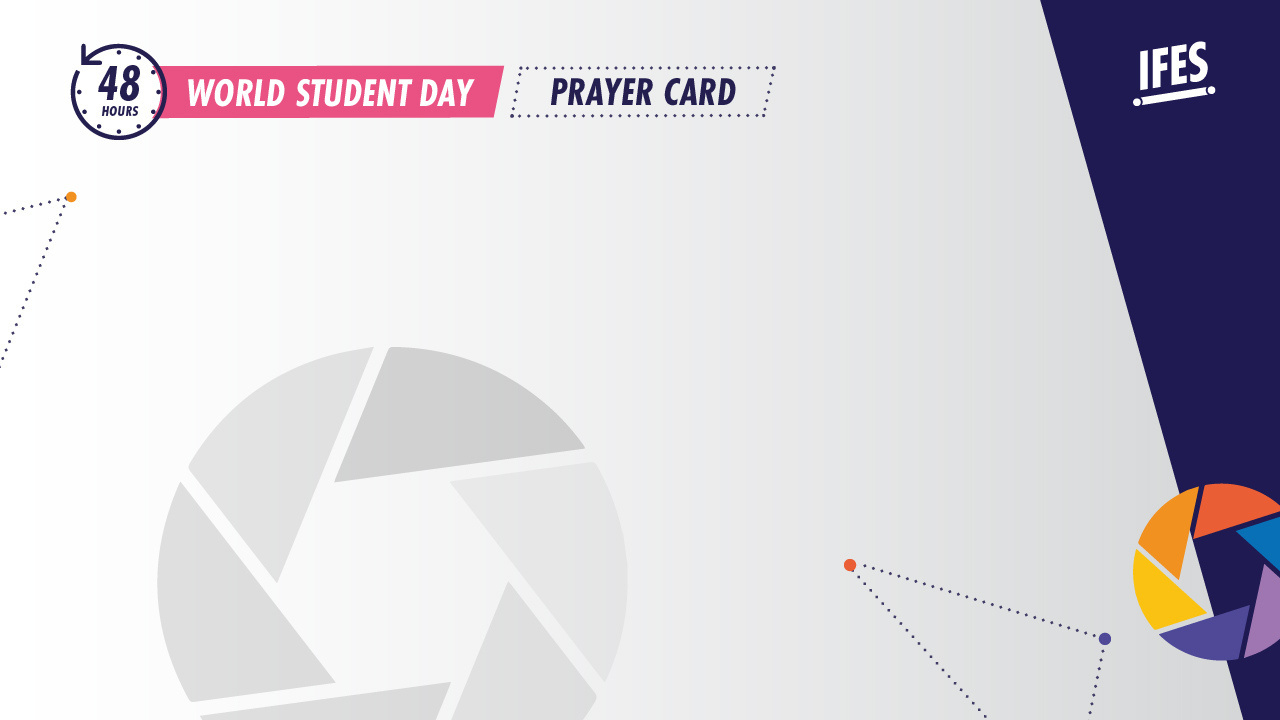 48
HOURS
WORLD STUDENT DAY
PRAYER CARD
IFES